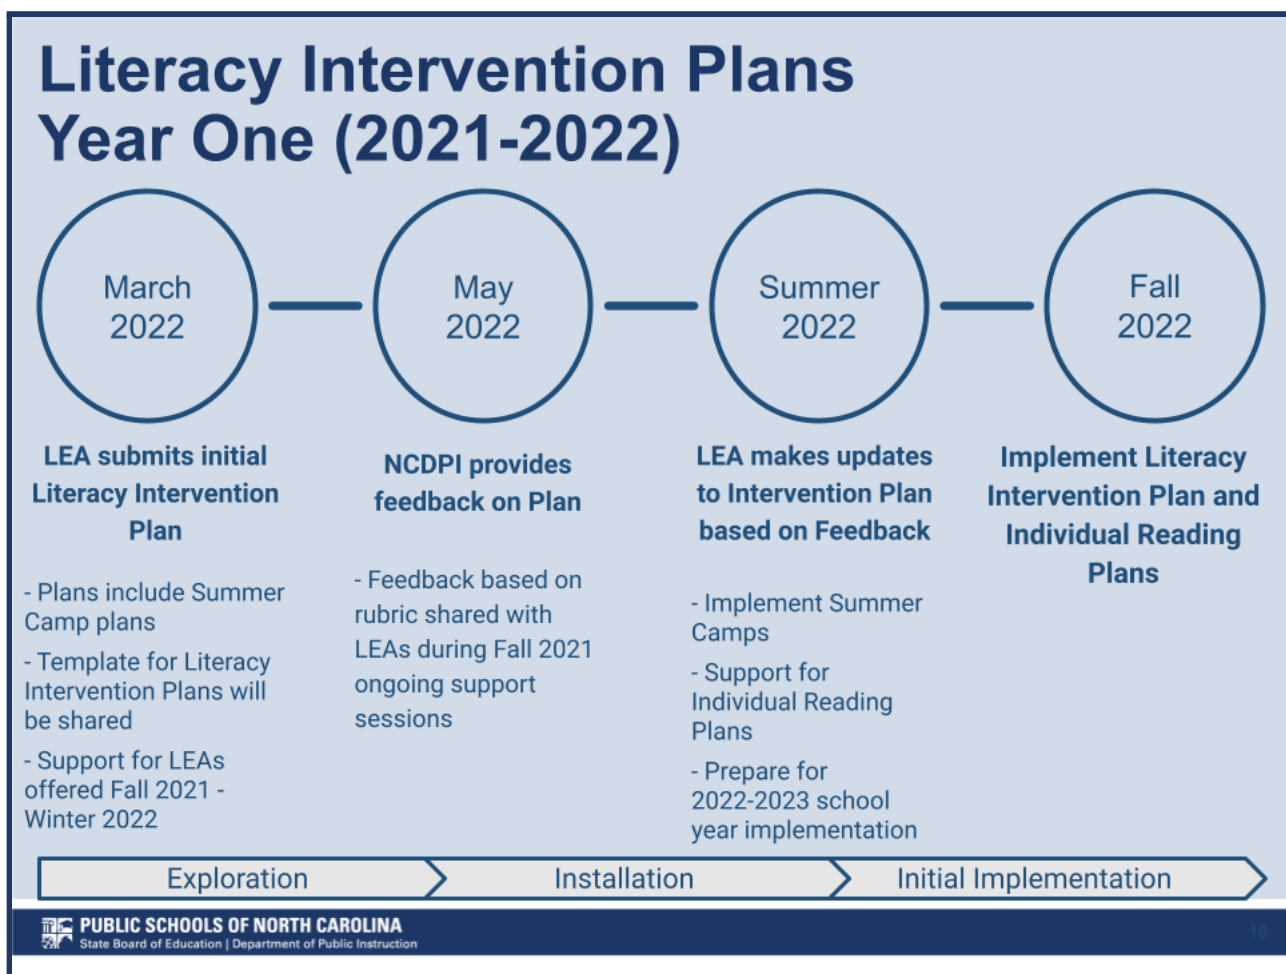 Literacy Intervention Plans
Year One (2021-2022)
March
2022
LEA submits initial
Literacy Intervention
Plan
- Plans include Summer
Camp plans
- Template for Literacy
Intervention Plans will
be shared
- Support for LEAs
offered Fall 2021 -
Winter 2022
May
2022
NCDPI provides
feedback on Plan
- Feedback based on
rubric shared with
LEAs during Fall 2021
ongoing support
sessions
Summer
2022
LEA makes updates
to Intervention Plan
based on Feedback
- Implement Summer
Camps
- Support for
Individual Reading
Plans
- Prepare for
2022-2023 school
year implementation
Fall
2022
Implement Literacy
Intervention Plan and
Individual Reading
Plans
Exploration
Installation
Initial Implementation
PUBLIC SCHOOLS OF NORTH CAROLINA
State Board of Education | Department of Public Instruction
18